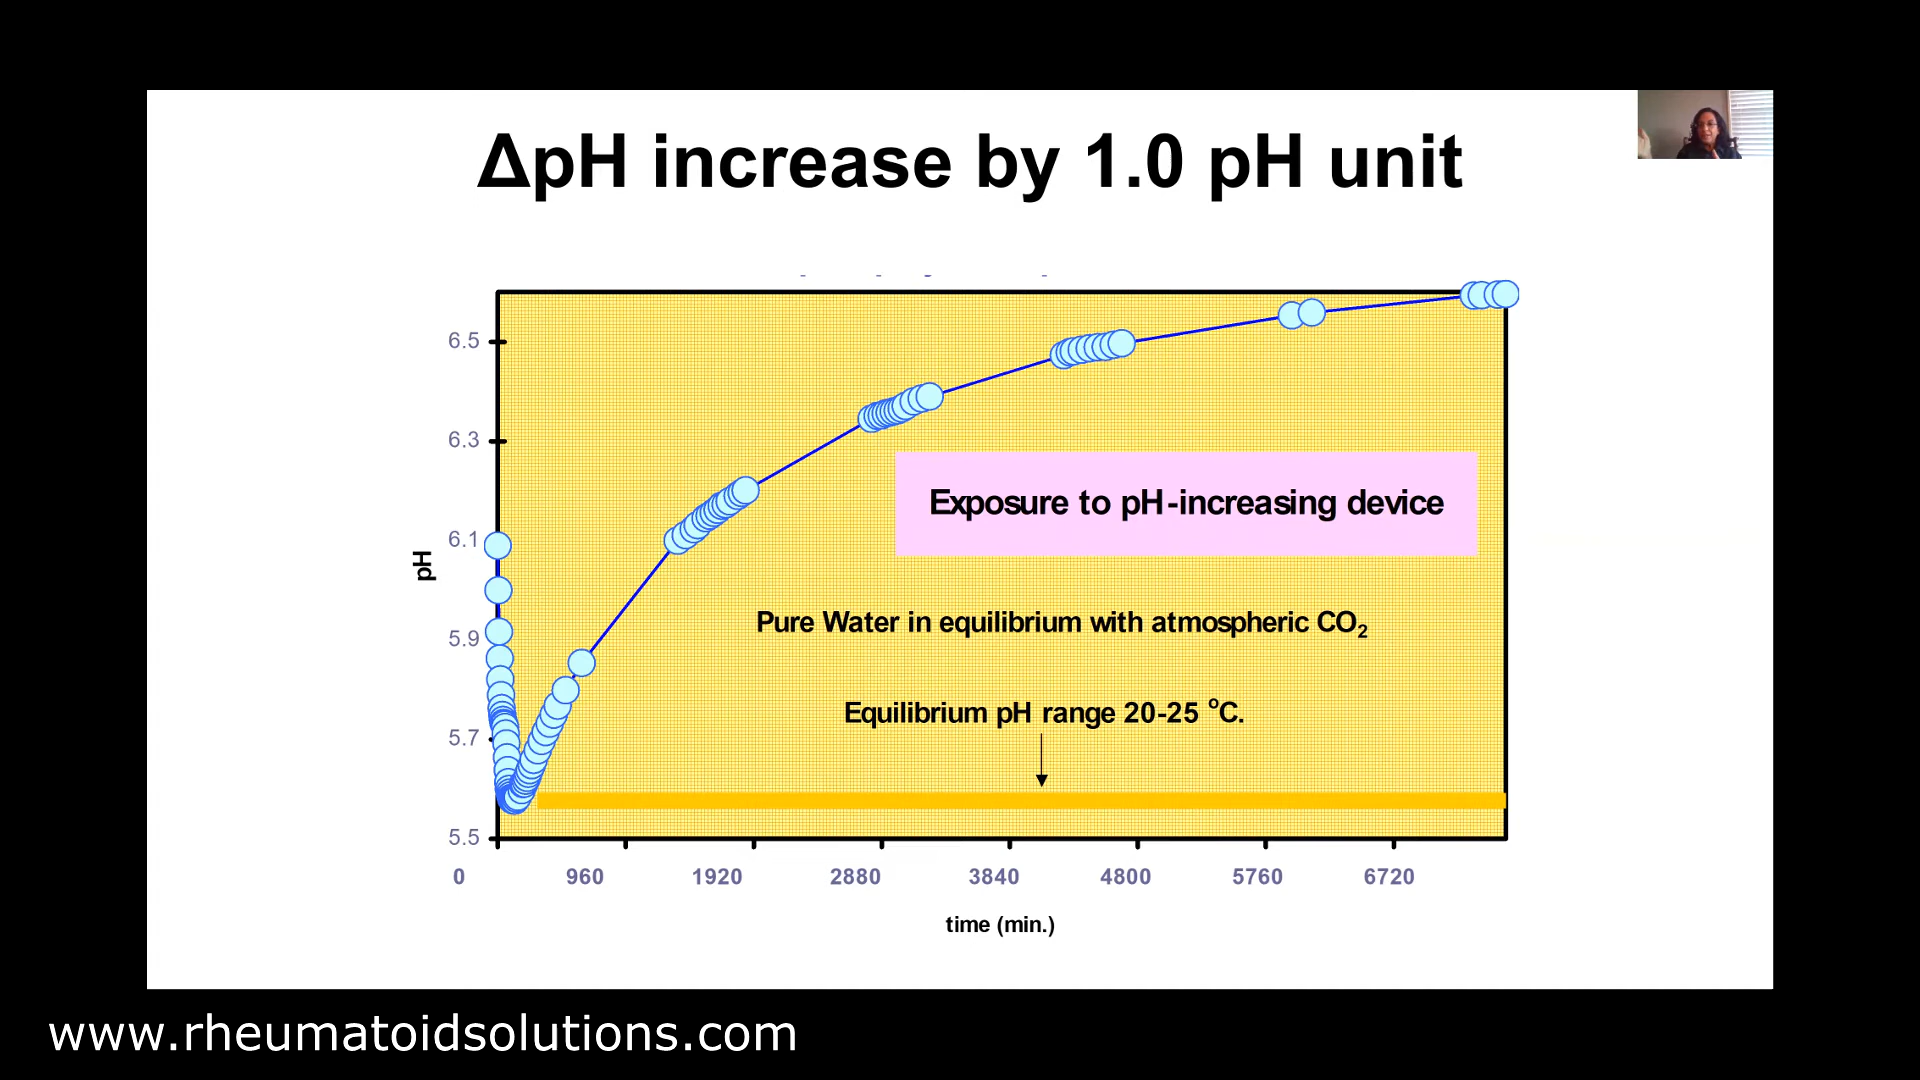 ΔpH increase by 1.0 pH unit
6.5
6.3
6.1
5.9
5.7
5.5
pH
Exposure to pH-increasing device
Pure Water in equilibrium with atmospheric CO₂
Equilibrium pH range 20-25 °C.
0 960 1920 2880 3840 4800 5760 6720
time (min.)
www.rheumatoidsolutions.com